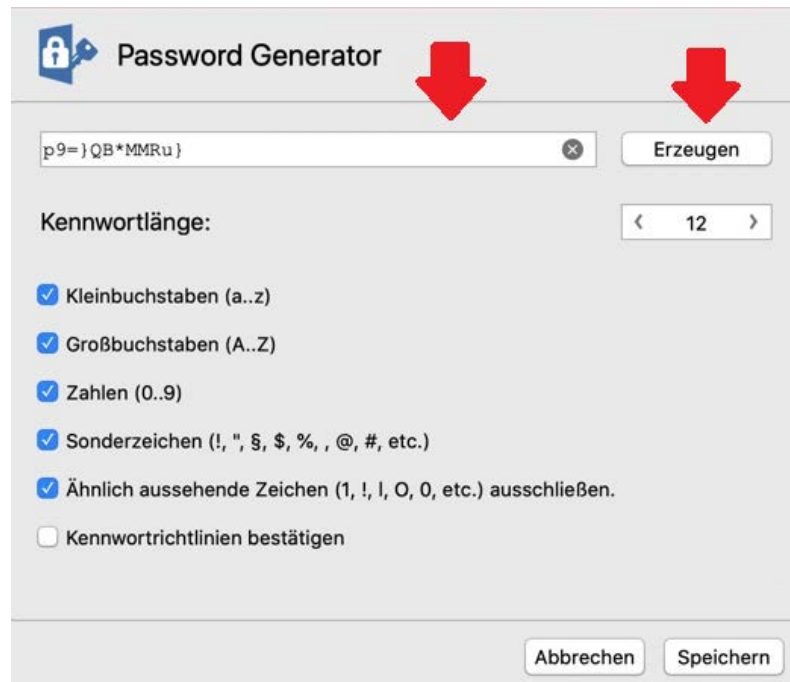 Password Generator
p9=}QB*MMRu}
Erzeugen
Kennwortlänge:
12
Kleinbuchstaben (a..z)
Großbuchstaben (A..Z)
Zahlen (0..9)
Sonderzeichen (!, ", §, $, %, , @, #, etc.)
Ähnlich aussehende Zeichen (1, !, I, O, 0, etc.) ausschließen.
Kennwortrichtlinien bestätigen
Abbrechen
Speichern